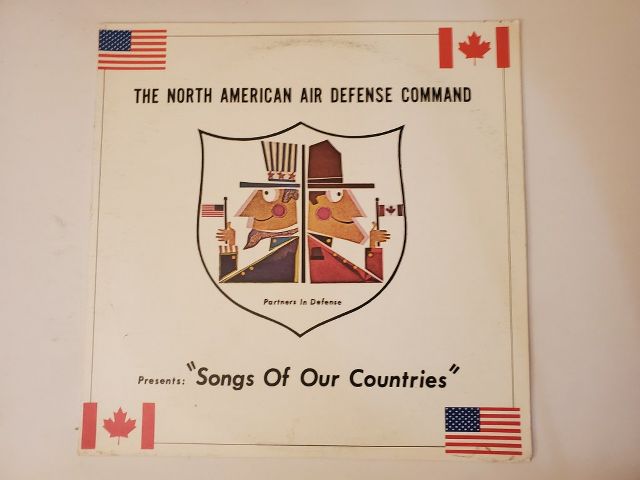 THE NORTH AMERICAN AIR DEFENSE COMMAND
Partners In Defense
Presents: "Songs Of Our Countries"